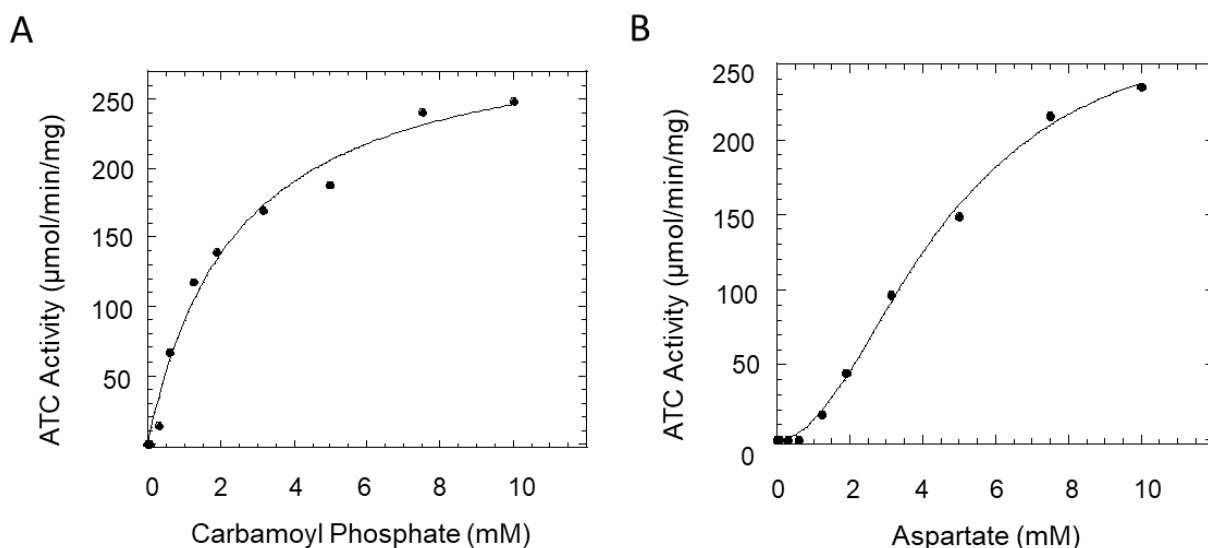 A
ATC Activity (µmol/min/mg)
250
200
150
100
50
0 2 4 6 8 10
Carbamoyl Phosphate (mM)
B
ATC Activity (µmol/min/mg)
250
200
150
100
50
0
0 2 4 6 8 10
Aspartate (mM)